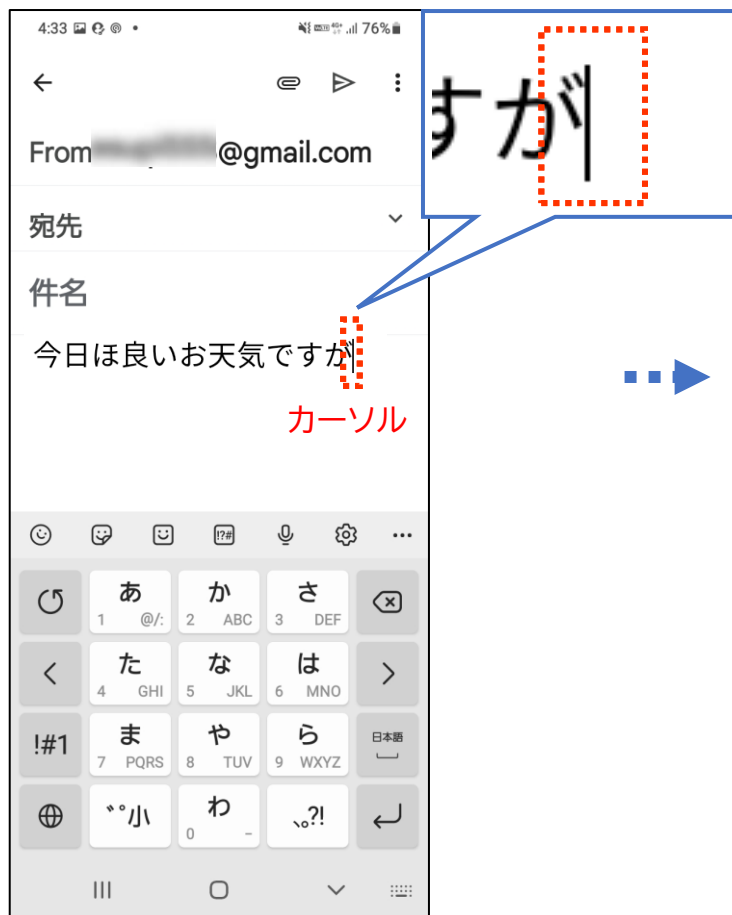 4:33
76%
すが
From @gmail.com
宛先
件名
今日ほ良いお天気ですが
カーソル
!?#
あ
1 @/:
か
2 ABC
さ
3 DEF
た
4 GHI
な
5 JKL
は
6 MNO
!#1
ま
7 PQRS
や
8 TUV
ら
9 WXYZ
日本語
゛゜小
わ
0 -
、。?!